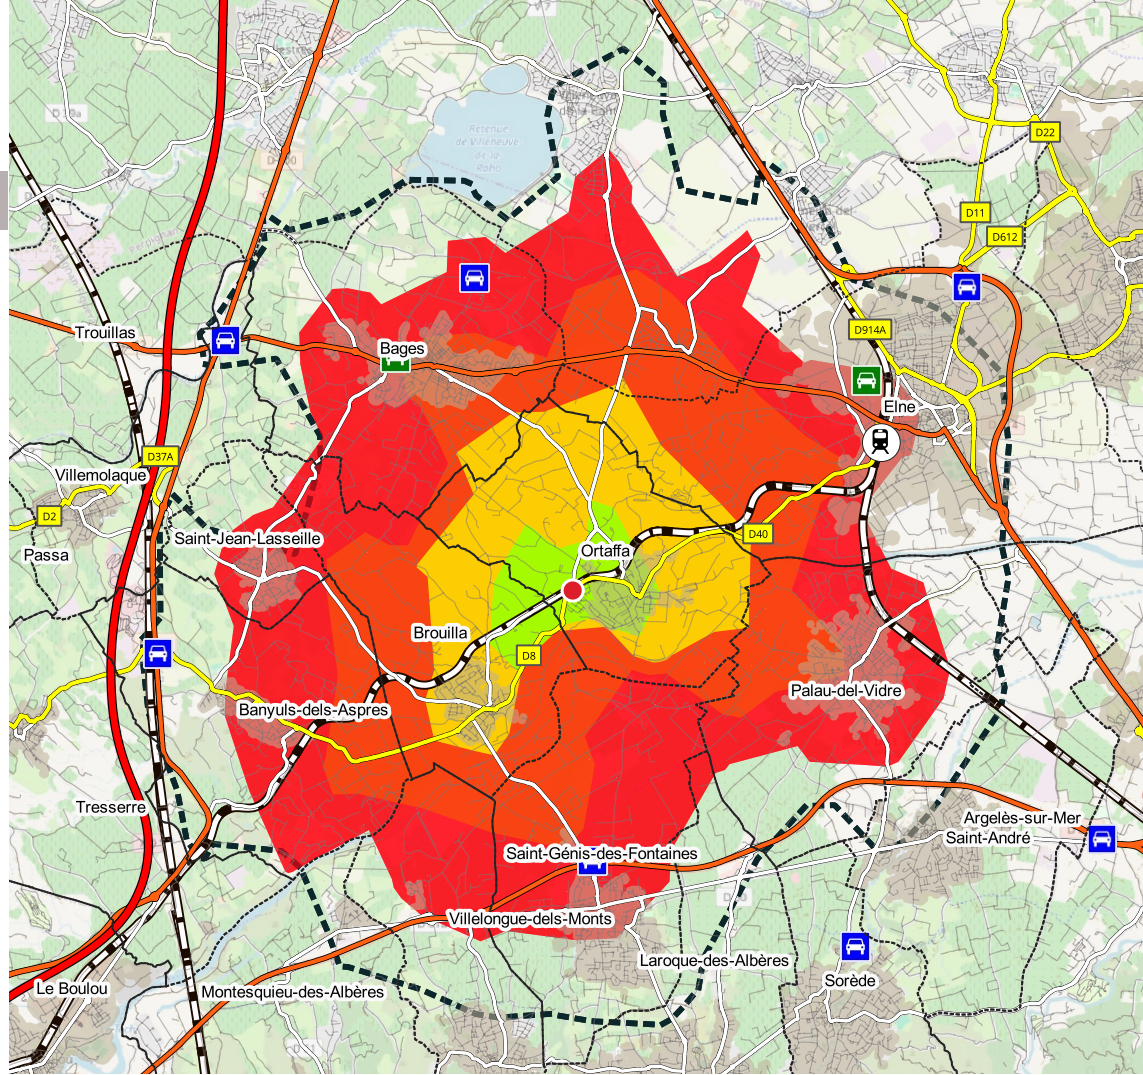 D 39a
Retenue
de Villeneuve
de la
Raho
D22
D11
D612
D914A
Trouillas
Bages
Elne
D37A
Villemolaque
D2
Passa
Saint-Jean-Lasseille
D40
Ortaffa
Brouilla
D8
Palau-del-Vidre
Banyuls-dels-Aspres
Tresserre
Argelès-sur-Mer
Saint-André
Saint-Génis-des-Fontaines
Villelongue-dels-Monts
Laroque-des-Albères
Sorède
Le Boulou
Montesquieu-des-Albères